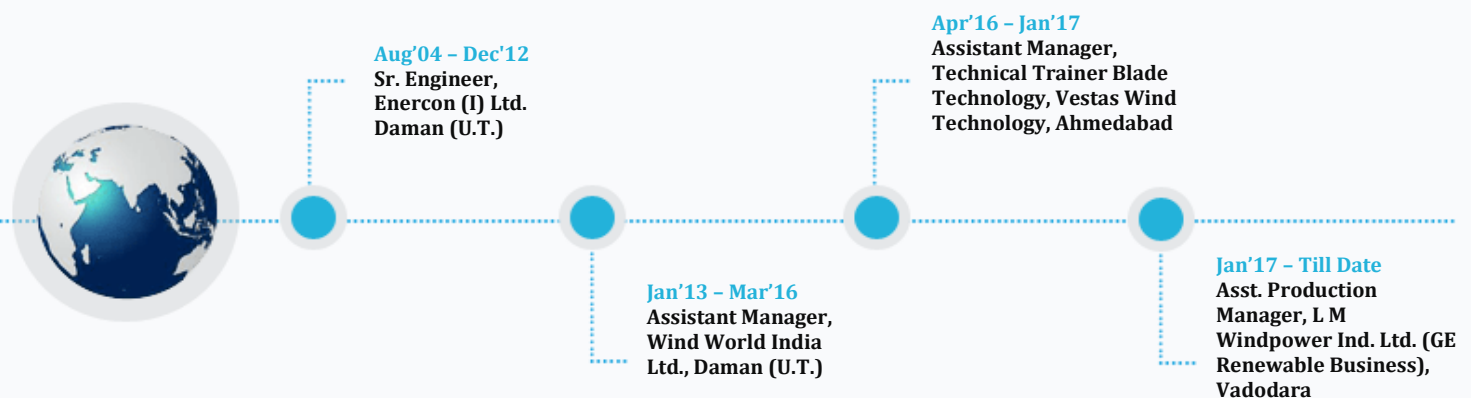 Aug’04 – Dec'12
Sr. Engineer,
Enercon (I) Ltd.
Daman (U.T.)
Jan’13 – Mar’16
Assistant Manager,
Wind World India
Ltd., Daman (U.T.)
Apr’16 – Jan’17
Assistant Manager,
Technical Trainer Blade
Technology, Vestas Wind
Technology, Ahmedabad
Jan’17 – Till Date
Asst. Production
Manager, L M
Windpower Ind. Ltd. (GE
Renewable Business),
Vadodara